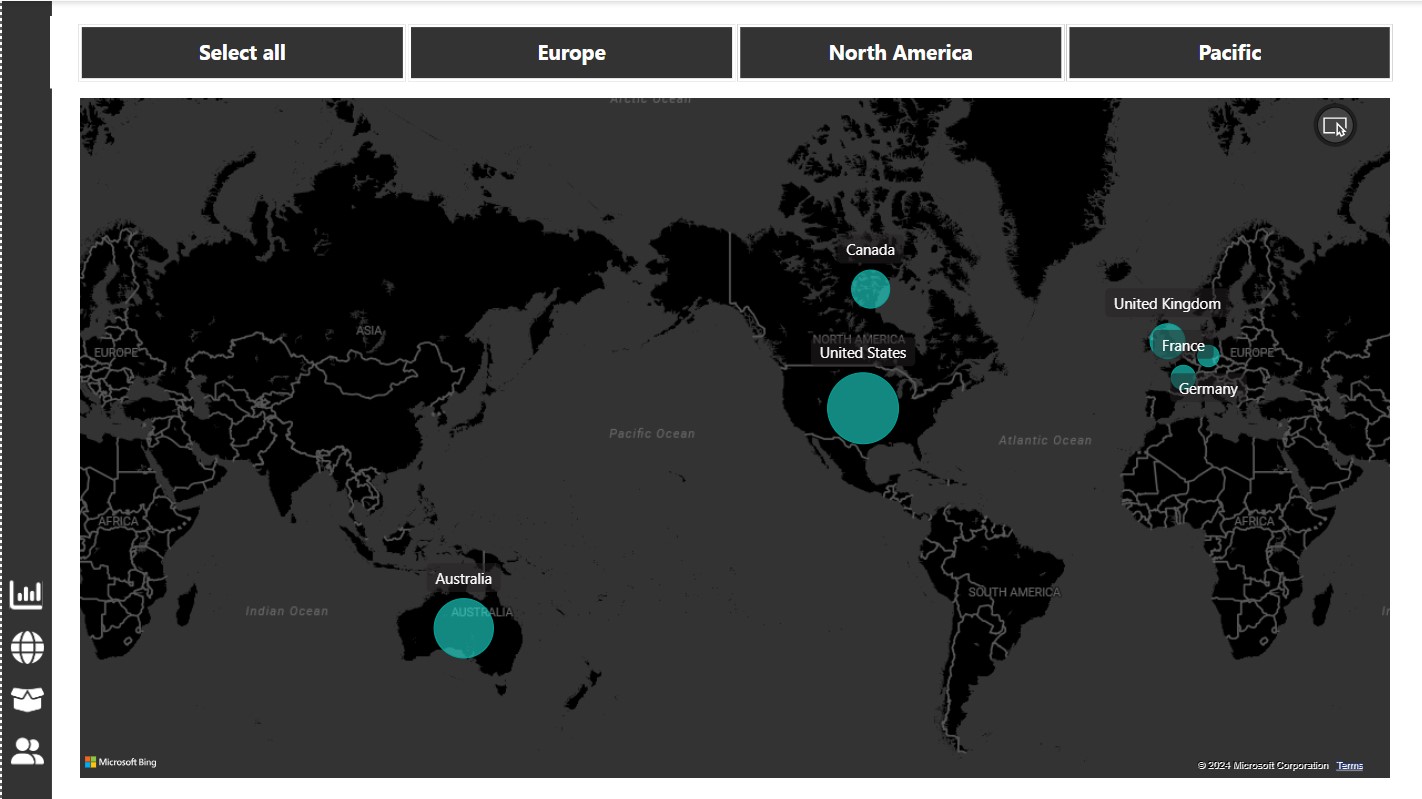 Select all
Europe
North America
Pacific
Arctic Ocean
Canada
United Kingdom
ASIA
NORTH AMERICA
France
EUROPE
United States
EUROPE
Germany
Pacific Ocean
Atlantic Ocean
AFRICA
AFRICA
Australia
SOUTH AMERICA
Indian Ocean
AUSTRALIA
Microsoft Bing
© 2024 Microsoft Corporation Terms